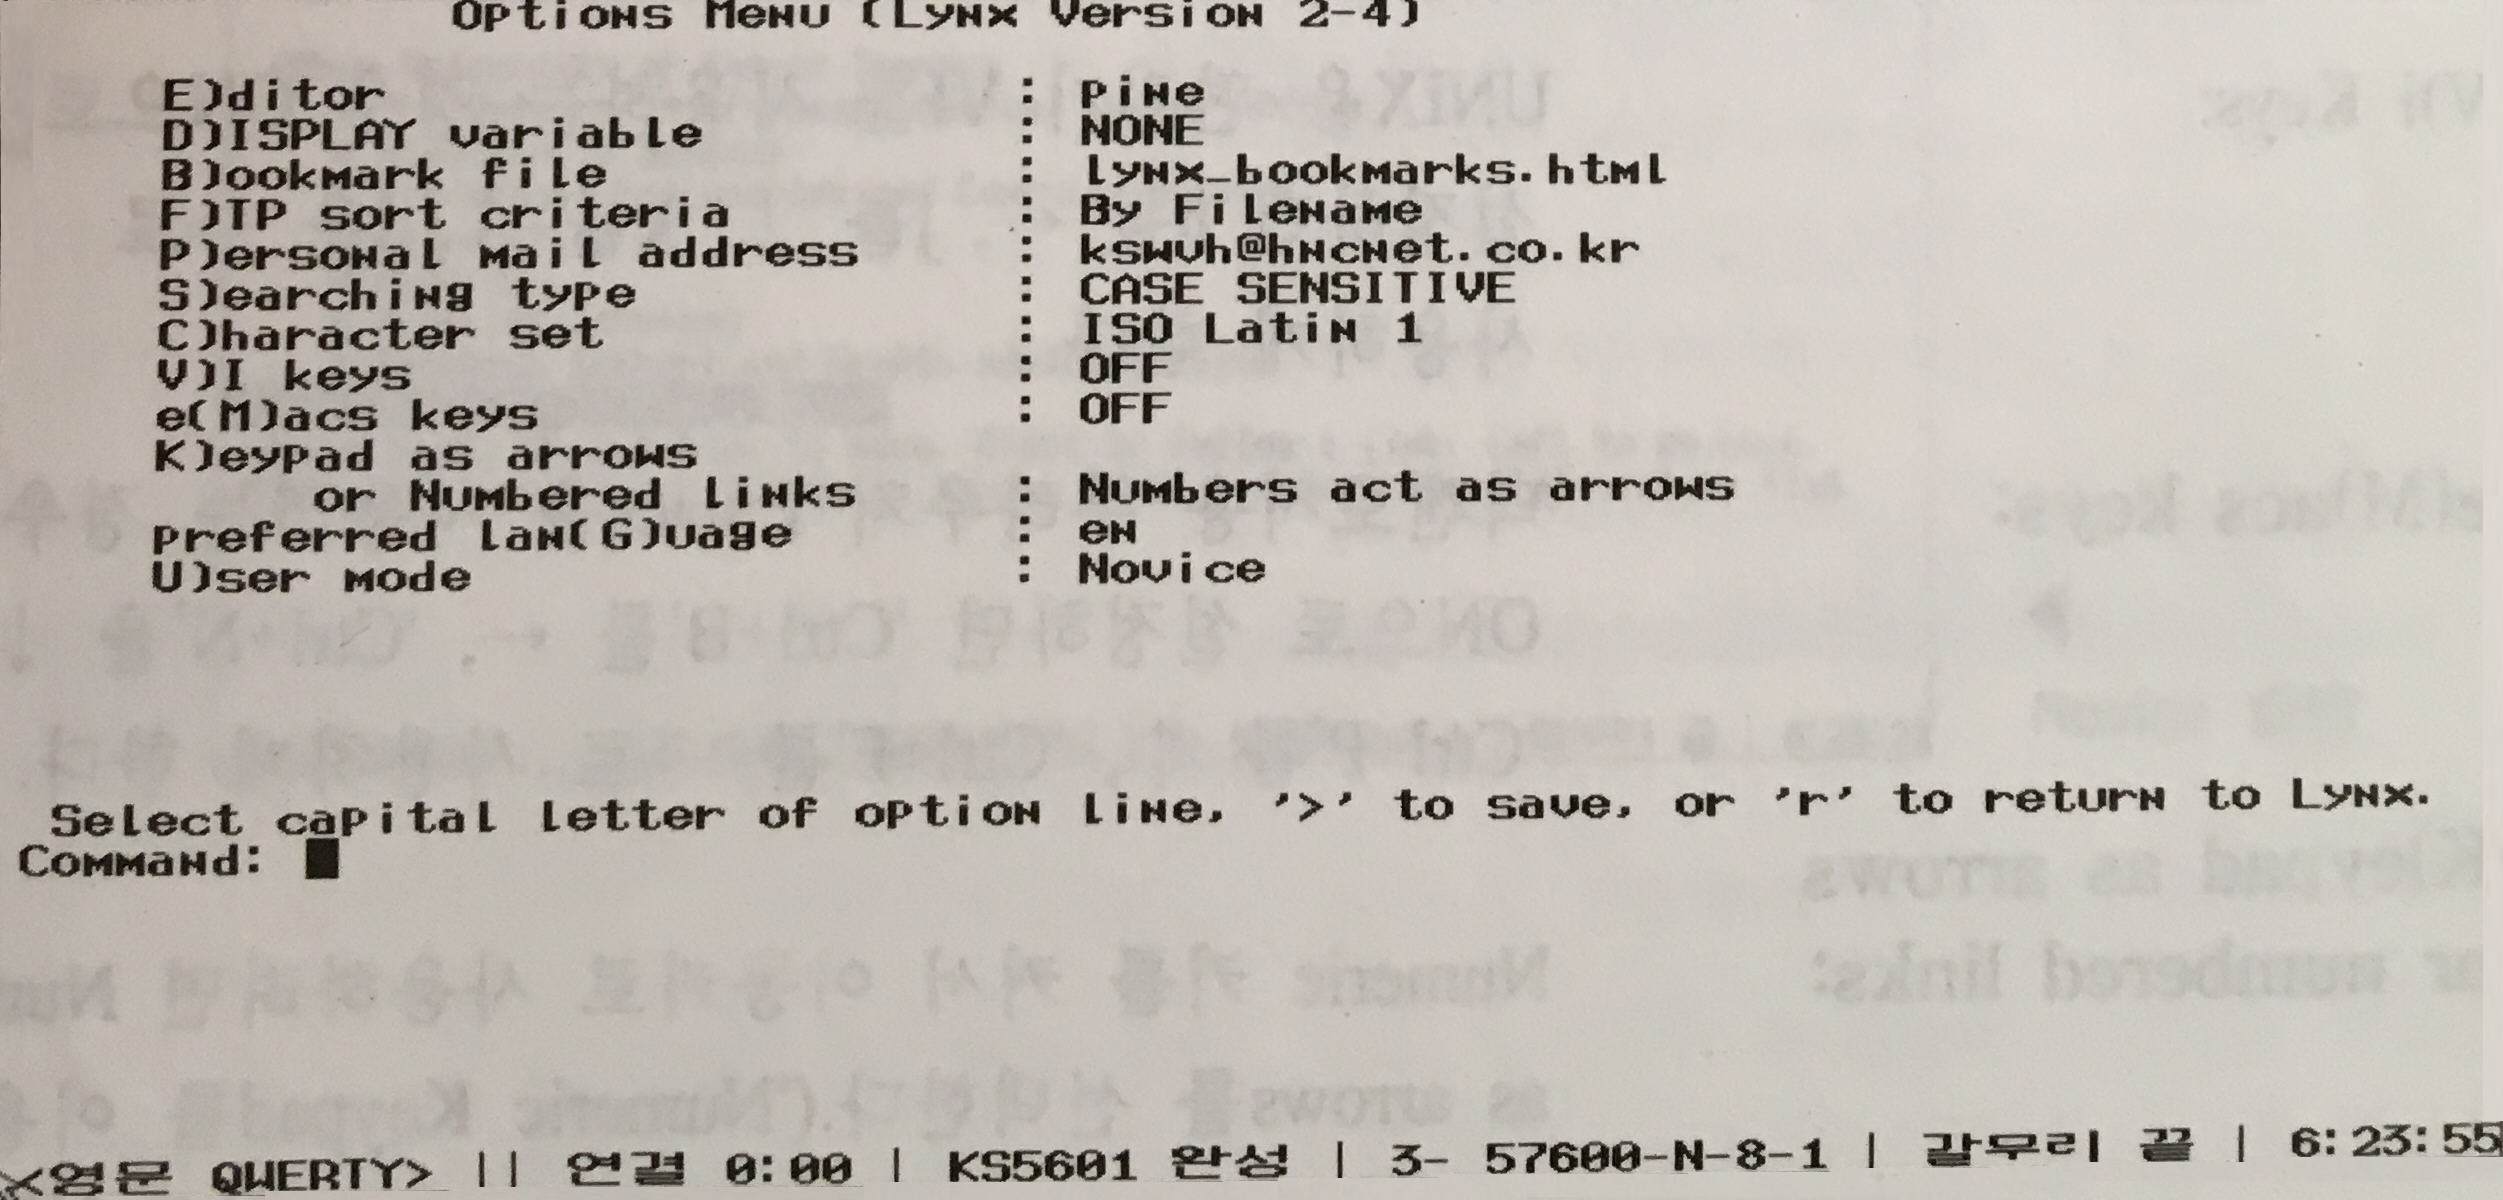 Options Menu (Lynx Version 2-4)
E)ditor : pine
D)ISPLAY variable : NONE
B)ookmark file : lynx_bookmarks.html
F)TP sort criteria : By Filename
P)ersonal mail address : kswvh@hncnet.co.kr
S)earching type : CASE SENSITIVE
C)haracter set : ISO Latin 1
V)I keys : OFF
e(M)acs keys : OFF
K)eypad as arrows
or Numbered links : Numbers act as arrows
preferred lan(G)uage : en
U)ser mode : Novice
Select capital letter of option line, '>' to save, or 'r' to return to Lynx.
Command:
<영문 QWERTY> || 연결 0:00 | KS5601 완성 | 3- 57600-N-8-1 | 갈무리 끝 | 6:23:55